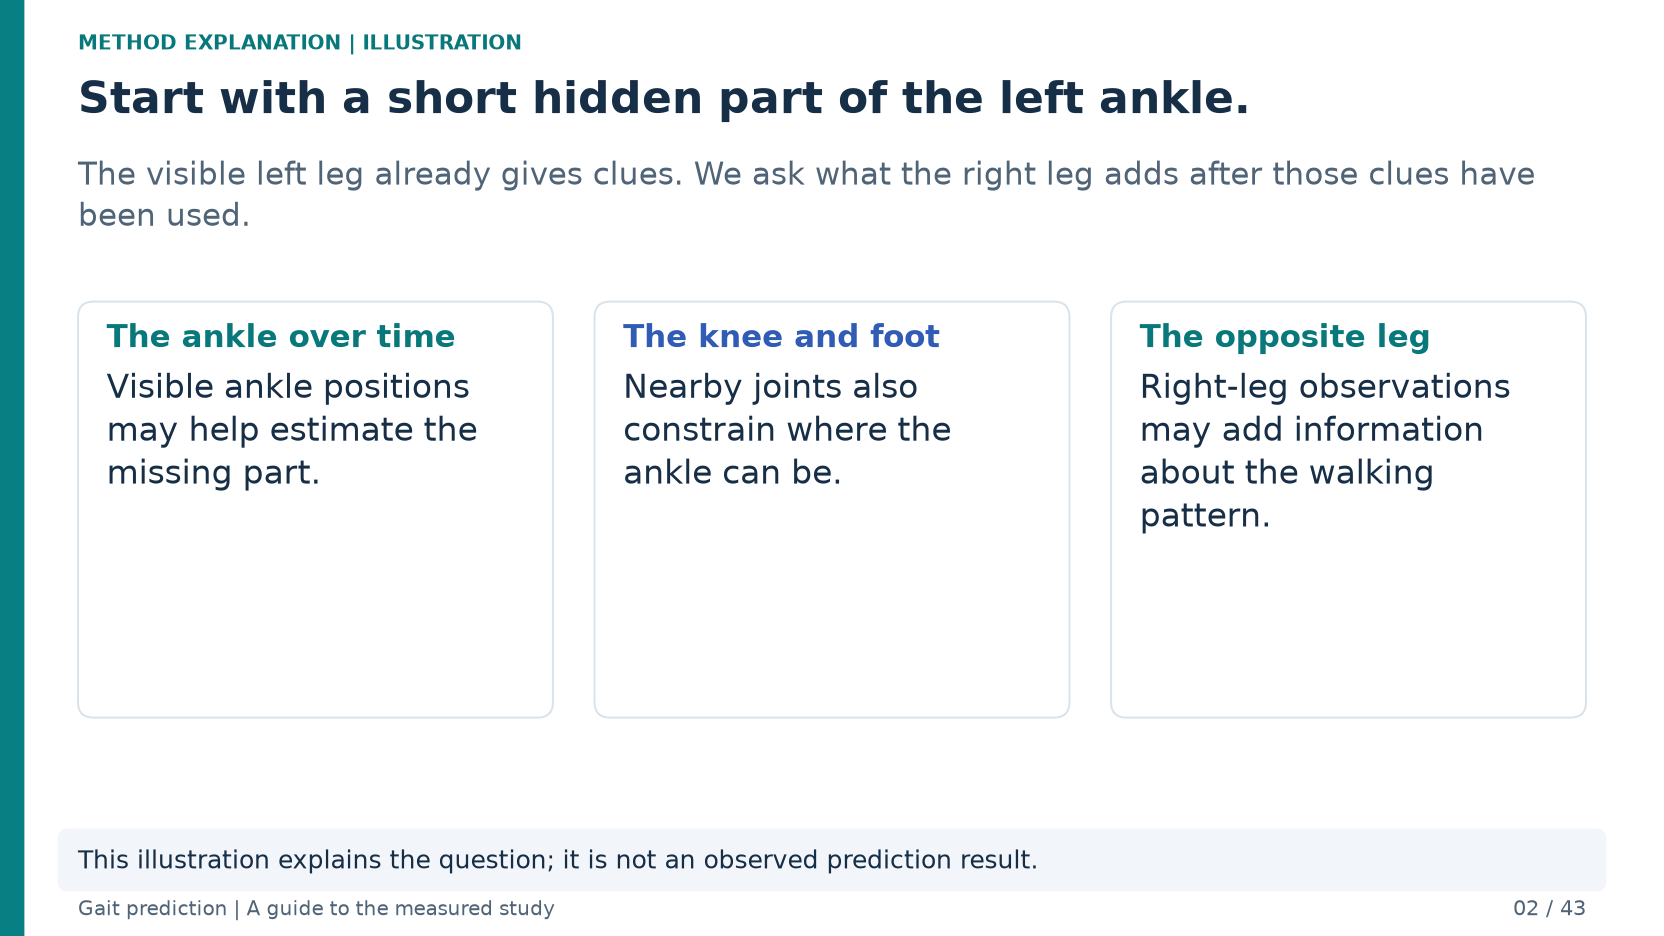 METHOD EXPLANATION | ILLUSTRATION
Start with a short hidden part of the left ankle.
The visible left leg already gives clues. We ask what the right leg adds after those clues have
been used.
The ankle over time
Visible ankle positions
may help estimate the
missing part.
The knee and foot
Nearby joints also
constrain where the
ankle can be.
The opposite leg
Right-leg observations
may add information
about the walking
pattern.
This illustration explains the question; it is not an observed prediction result.
Gait prediction | A guide to the measured study
02 / 43